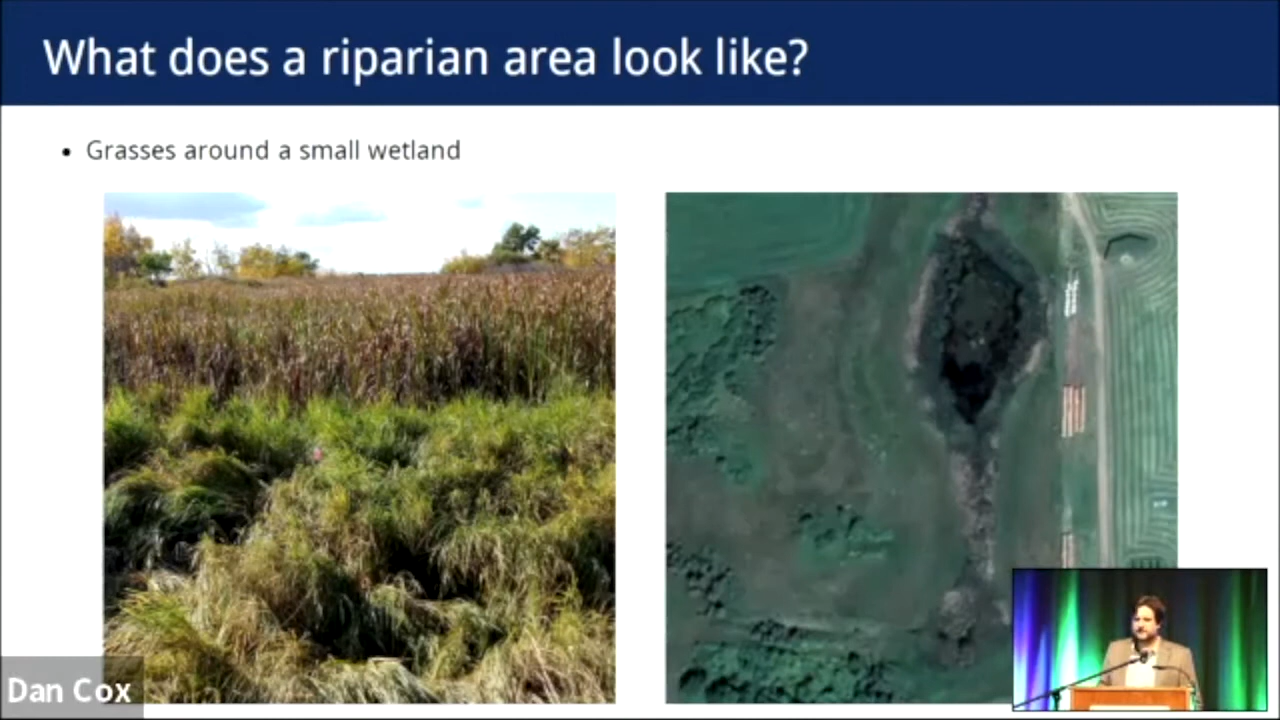 What does a riparian area look like?
• Grasses around a small wetland
Dan Cox